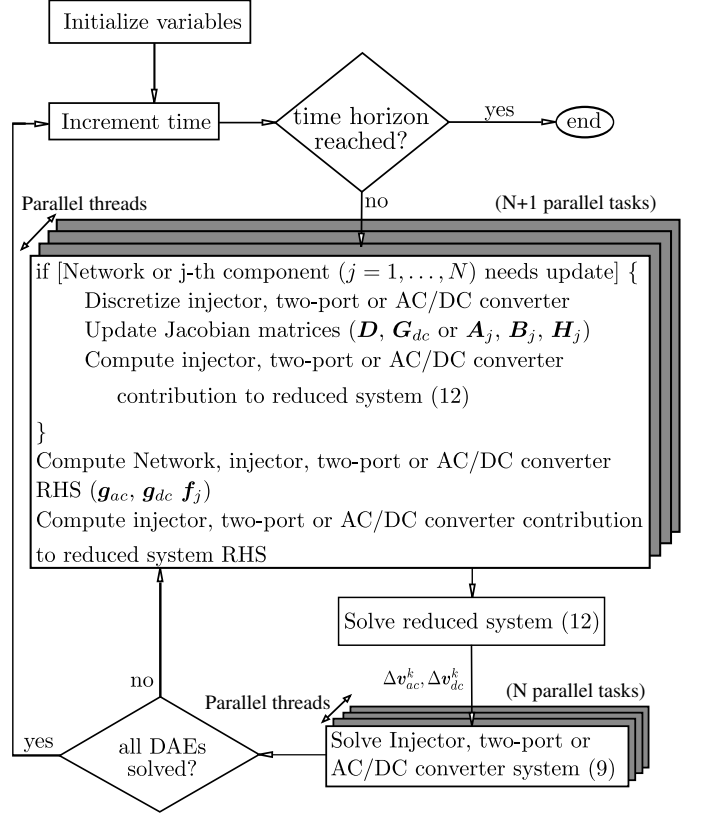 Initialize variables
Increment time
time horizon
reached?
yes
end
no
Parallel threads
(N+1 parallel tasks)
if [Network or j-th component (j = 1, . . . , N) needs update] {
Discretize injector, two-port or AC/DC converter
Update Jacobian matrices (D, G_dc or A_j, B_j, H_j)
Compute injector, two-port or AC/DC converter
contribution to reduced system (12)
}
Compute Network, injector, two-port or AC/DC converter
RHS (g_ac, g_dc f_j)
Compute injector, two-port or AC/DC converter contribution
to reduced system RHS
Solve reduced system (12)
Δv^k_ac, Δv^k_dc
Parallel threads
(N parallel tasks)
Solve Injector, two-port or
AC/DC converter system (9)
all DAEs
solved?
no
yes